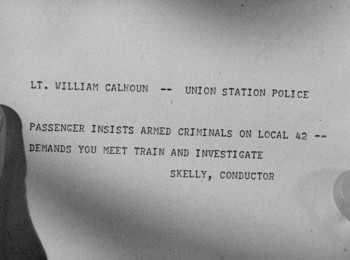 LT. WILLIAM CALHOUN -- UNION STATION POLICE
PASSENGER INSISTS ARMED CRIMINALS ON LOCAL 42 --
DEMANDS YOU MEET TRAIN AND INVESTIGATE
SKELLY, CONDUCTOR